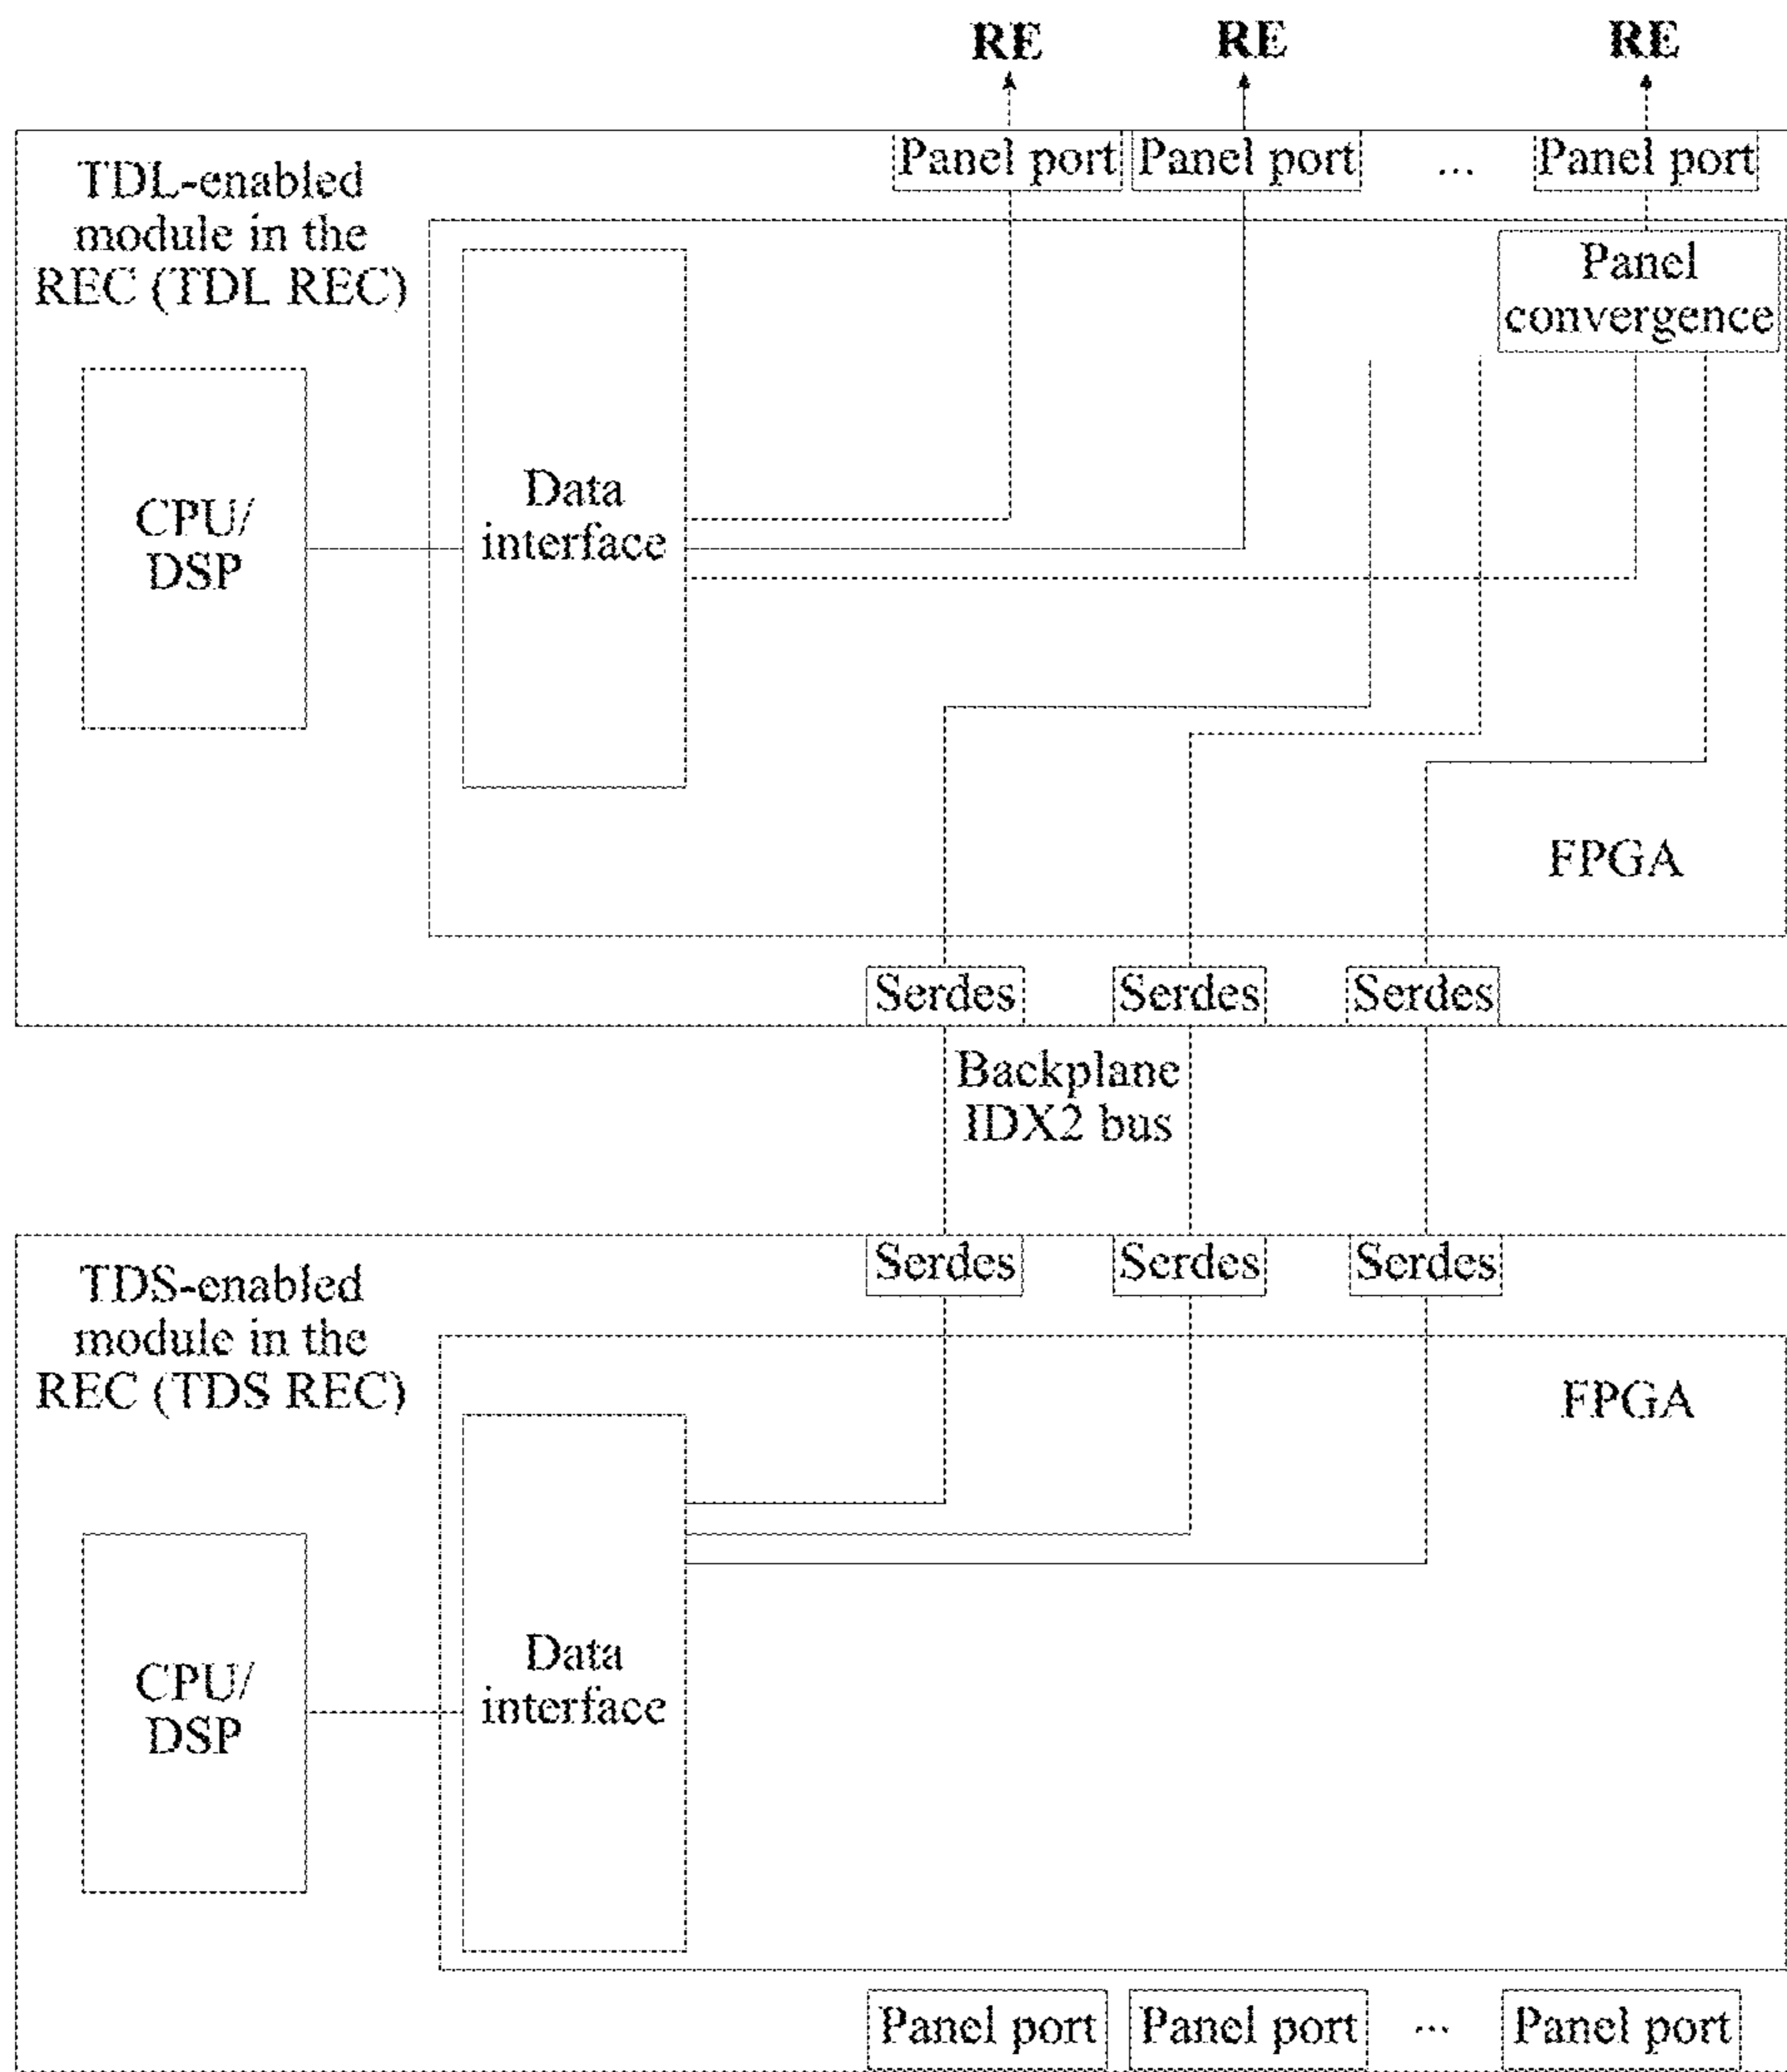 RE
RE
RE
Panel port
Panel port
...
Panel port
TDL-enabled
module in the
REC (TDL REC)
Panel
convergence
CPU/
DSP
Data
interface
FPGA
Serdes
Serdes
Serdes
Backplane
IDX2 bus
Serdes
Serdes
Serdes
TDS-enabled
module in the
REC (TDS REC)
FPGA
CPU/
DSP
Data
interface
Panel port
Panel port
...
Panel port